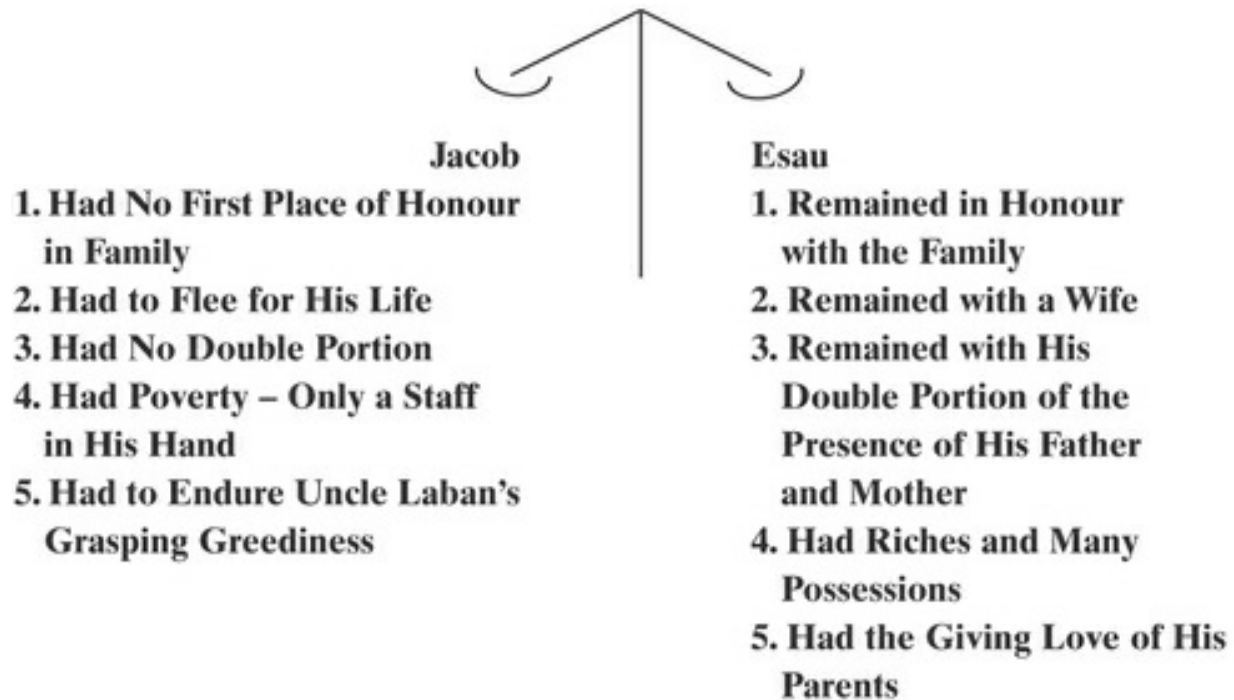 Jacob
1. Had No First Place of Honour
in Family
2. Had to Flee for His Life
3. Had No Double Portion
4. Had Poverty – Only a Staff
in His Hand
5. Had to Endure Uncle Laban’s
Grasping Greediness
Esau
1. Remained in Honour
with the Family
2. Remained with a Wife
3. Remained with His
Double Portion of the
Presence of His Father
and Mother
4. Had Riches and Many
Possessions
5. Had the Giving Love of His
Parents